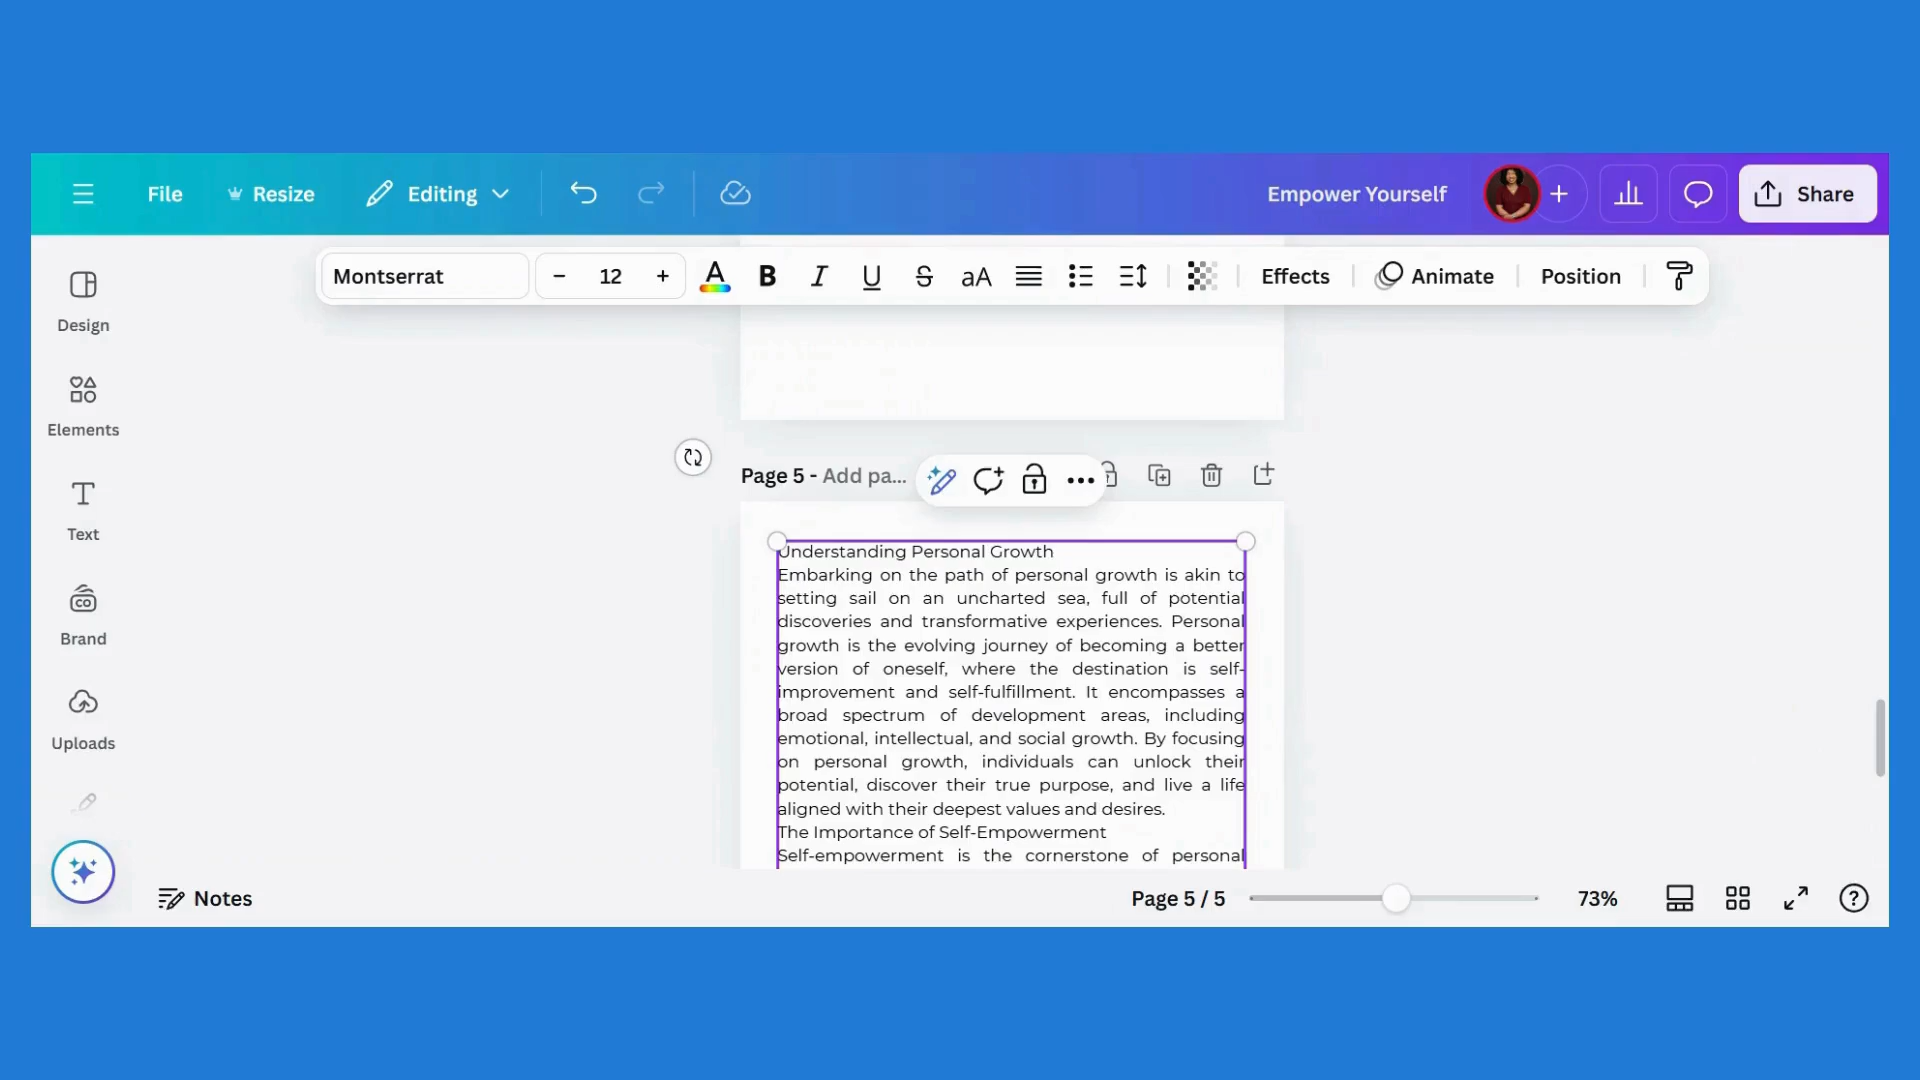 File
Resize
Editing
Empower Yourself
Share
Montserrat
12
A
B
I
U
S
aA
Effects
Animate
Position
Design
Elements
Text
CO
Brand
Uploads
Page 5 - Add pa...
Understanding Personal Growth
Embarking on the path of personal growth is akin to
setting sail on an uncharted sea, full of potential
discoveries and transformative experiences. Personal
growth is the evolving journey of becoming a better
version of oneself, where the destination is self-
improvement and self-fulfillment. It encompasses a
broad spectrum of development areas, including
emotional, intellectual, and social growth. By focusing
on personal growth, individuals can unlock their
potential, discover their true purpose, and live a life
aligned with their deepest values and desires.
The Importance of Self-Empowerment
Self-empowerment is the cornerstone of personal
Notes
Page 5 / 5
73%